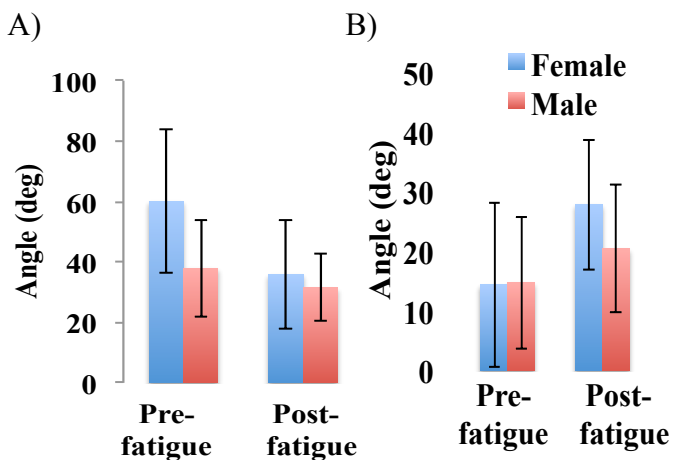 A)
Angle (deg)
100
80
60
40
20
0
Pre-
fatigue
Post-
fatigue
B)
Female
Male
Angle (deg)
50
40
30
20
10
0
Pre-
fatigue
Post-
fatigue